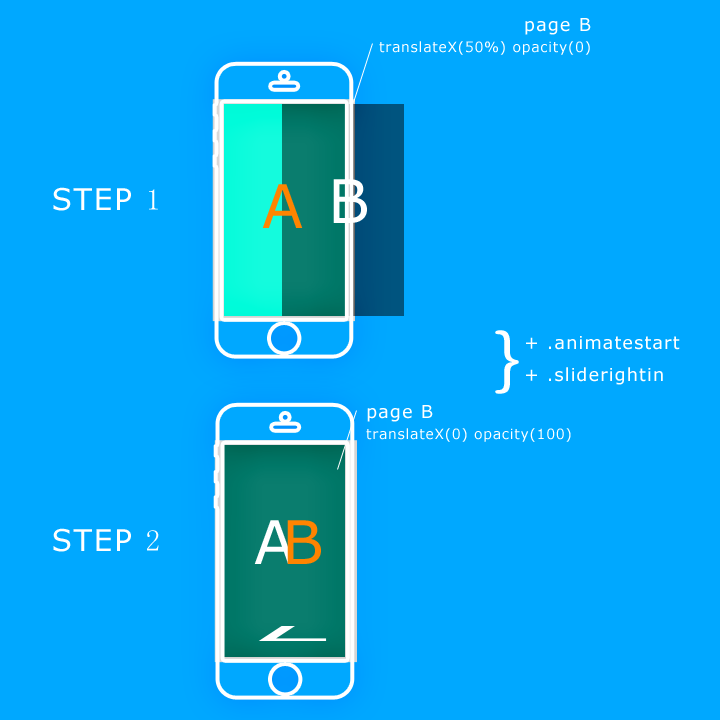 page B
translateX(50%) opacity(0)
A
B
STEP 1
} + .animatestart
+ .sliderightin
page B
translateX(0) opacity(100)
AB
STEP 2